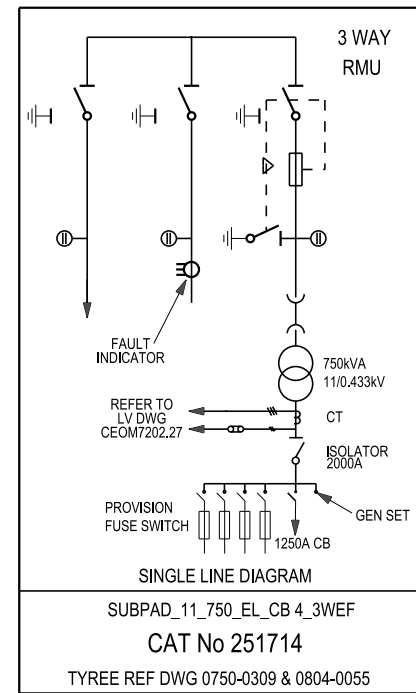 3 WAY
RMU
FAULT
INDICATOR
750kVA
11/0.433kV
REFER TO
LV DWG
CEOM7202.27
CT
ISOLATOR
2000A
PROVISION
FUSE SWITCH
GEN SET
1250A CB
SINGLE LINE DIAGRAM
SUBPAD_11_750_EL_CB 4_3WEF
CAT No 251714
TYREE REF DWG 0750-0309 & 0804-0055